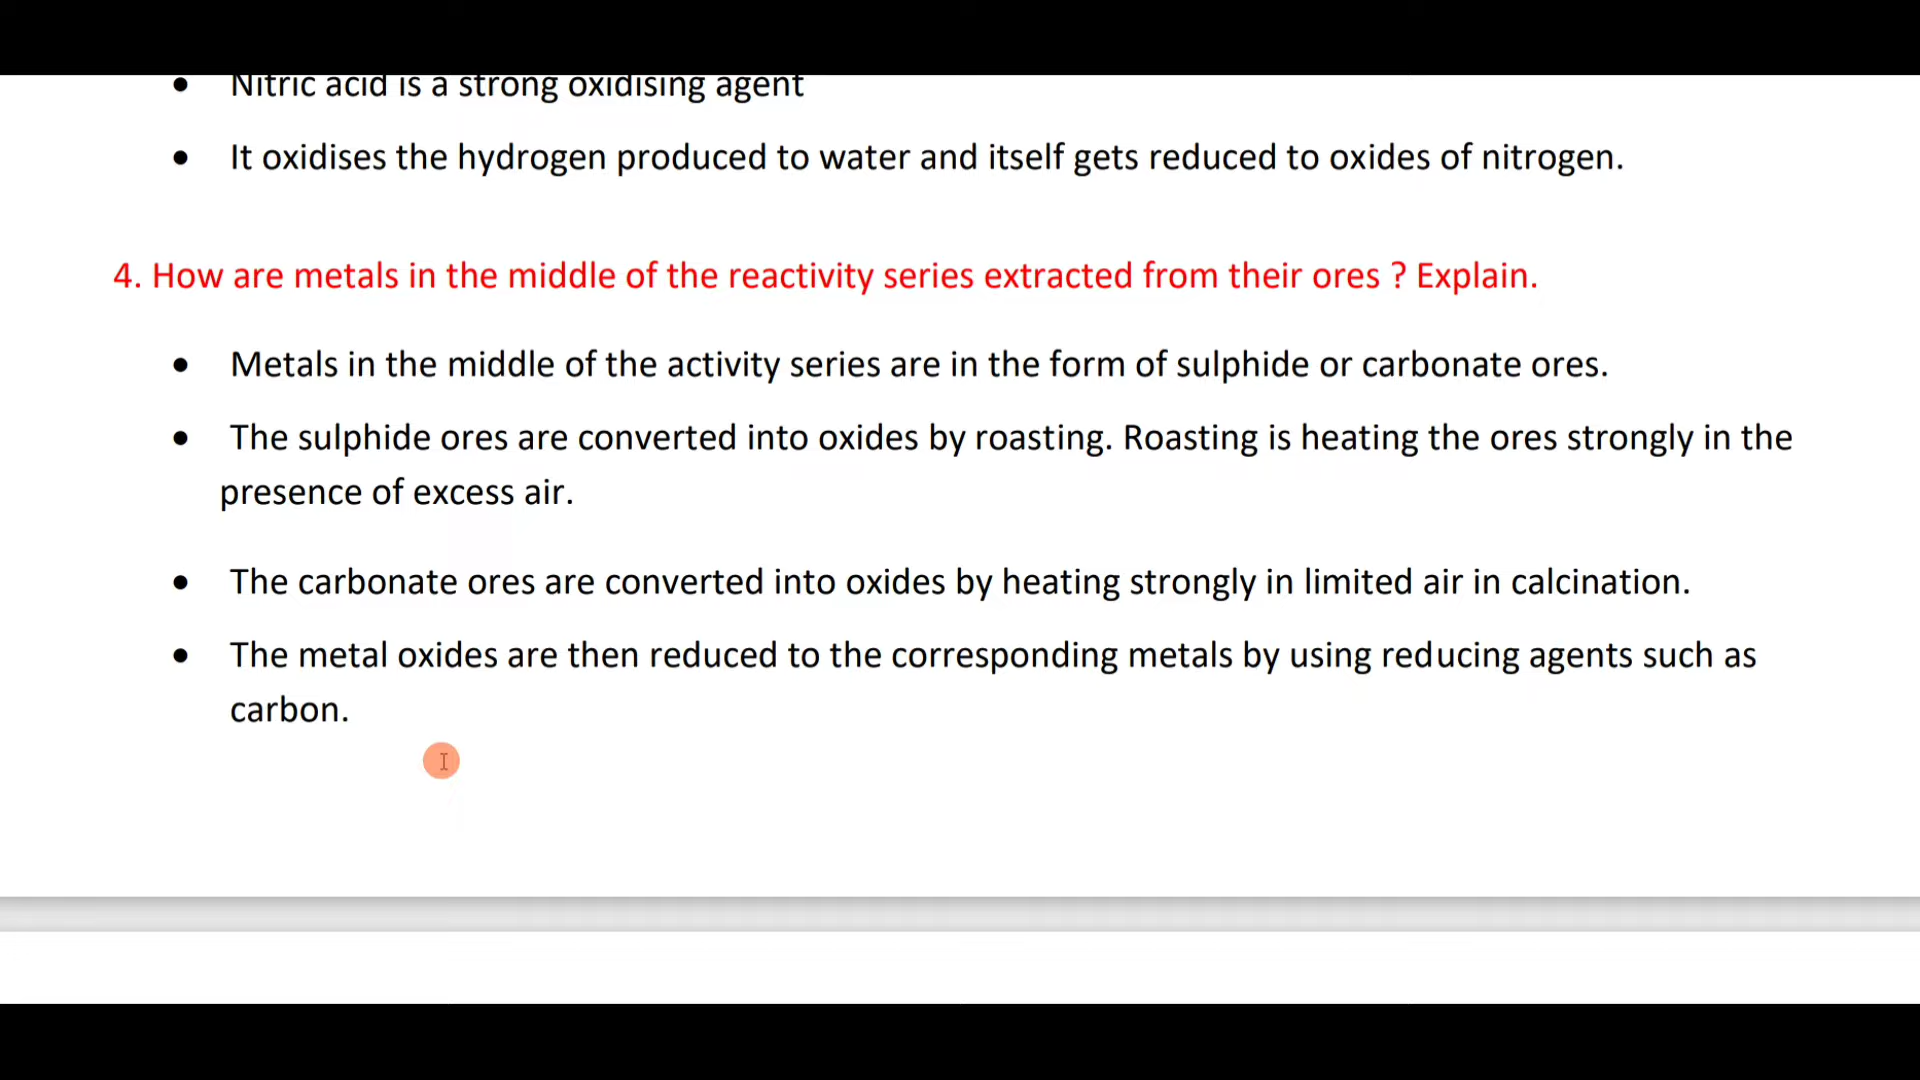 • Nitric acid is a strong oxidising agent
• It oxidises the hydrogen produced to water and itself gets reduced to oxides of nitrogen.
4. How are metals in the middle of the reactivity series extracted from their ores ? Explain.
• Metals in the middle of the activity series are in the form of sulphide or carbonate ores.
• The sulphide ores are converted into oxides by roasting. Roasting is heating the ores strongly in the
presence of excess air.
• The carbonate ores are converted into oxides by heating strongly in limited air in calcination.
• The metal oxides are then reduced to the corresponding metals by using reducing agents such as
carbon.